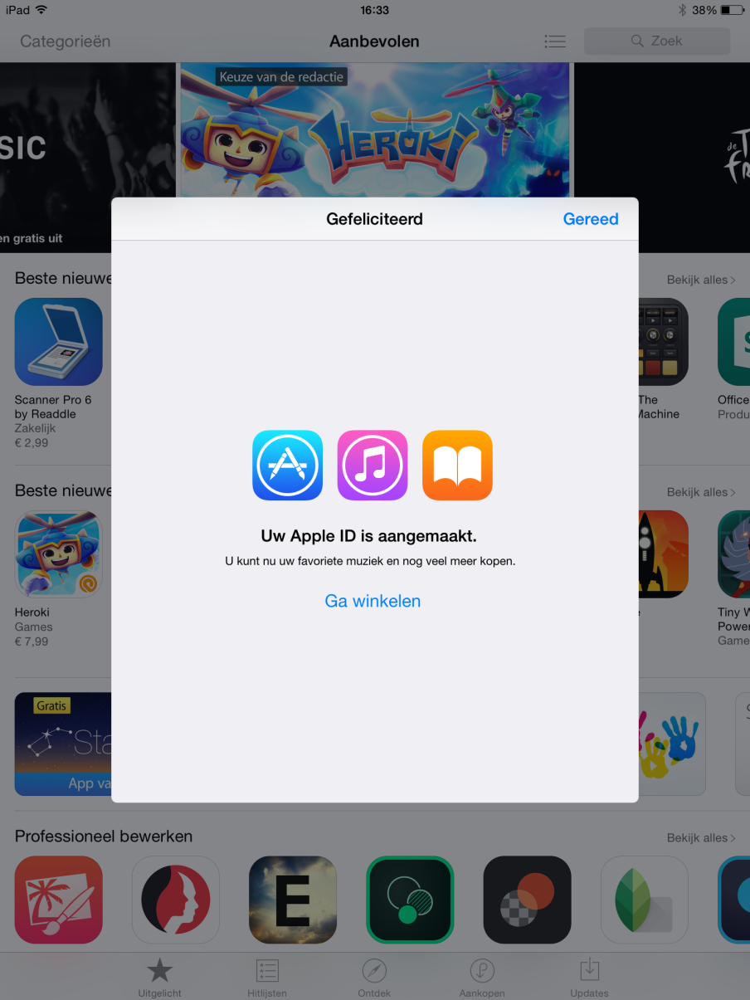 iPad
16:33
38%
Categorieën
Aanbevolen
Zoek
Keuze van de redactie
HEROKI
SIC
de
en gratis uit
Gefeliciteerd
Gereed
Beste nieuwe
Bekijk alles >
Scanner Pro 6
by Readdle
Zakelijk
€ 2,99
The
Machine
Office
Produ
Uw Apple ID is aangemaakt.
U kunt nu uw favoriete muziek en nog veel meer kopen.
Ga winkelen
Beste nieuwe
Bekijk alles >
Heroki
Games
€ 7,99
Tiny W
Power
Game
Gratis
Sta
App va
Professioneel bewerken
Bekijk alles >
E
Uitgelicht
Hitlijsten
Ontdek
Aankopen
Updates